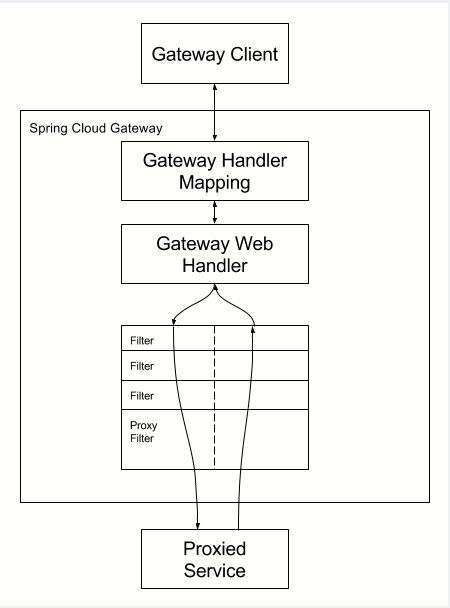 Gateway Client
Spring Cloud Gateway
Gateway Handler
Mapping
Gateway Web
Handler
Filter
Filter
Filter
Proxy
Filter
Proxied
Service